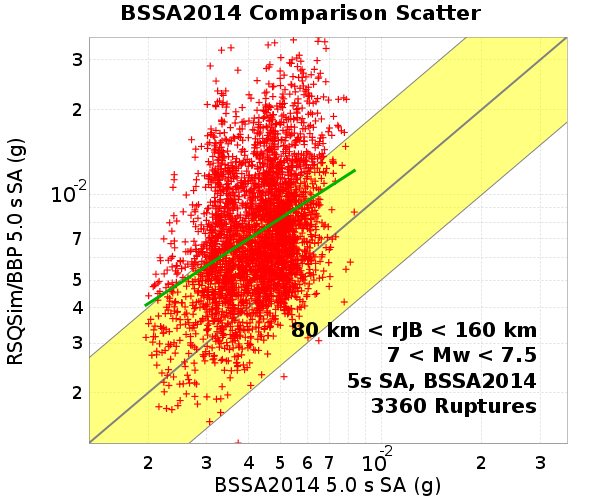 BSSA2014 Comparison Scatter
RSQSim/BBP 5.0 s SA (g)
3
2
10-2
7
5
4
3
2
80 km < rJB < 160 km
7 < Mw < 7.5
5s SA, BSSA2014
3360 Ruptures
2 3 4 5 6 7 10-2 2 3
BSSA2014 5.0 s SA (g)